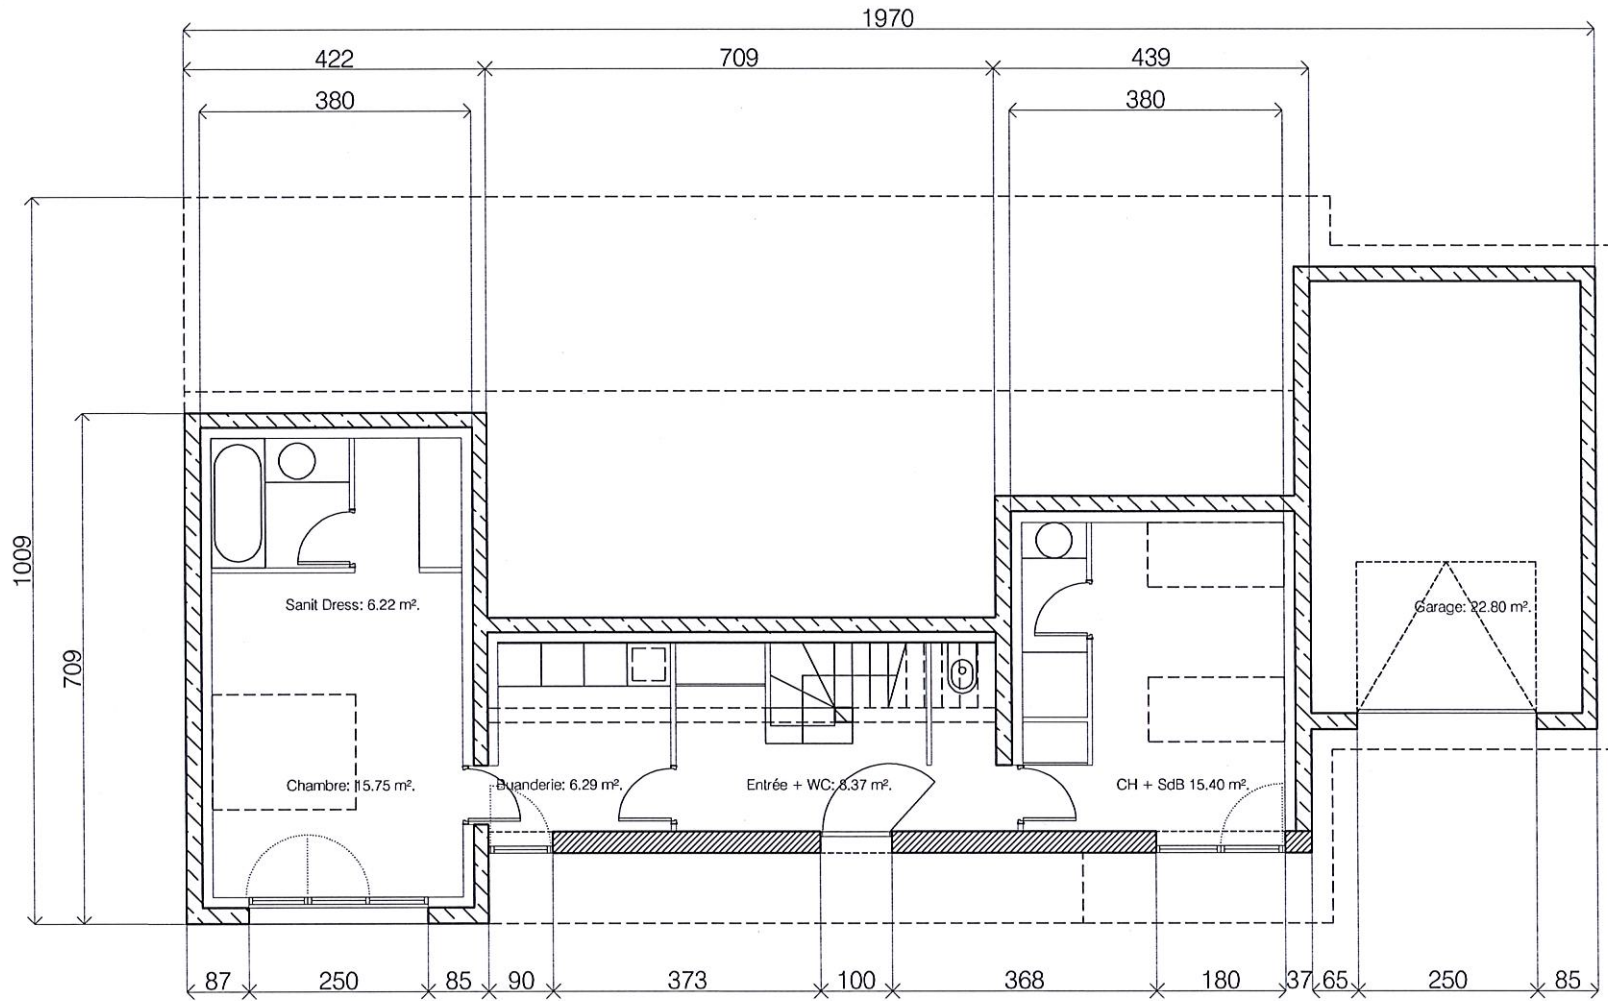 1970
422 709 439
380 380
1009
709
Sanit Dress: 6.22 m².
Garage: 22.80 m².
Chambre: 15.75 m².
Buanderie: 6.29 m².
Entrée + WC: 8.37 m².
CH + SdB 15.40 m².
87 250 85 90 373 100 368 180 37 65 250 85